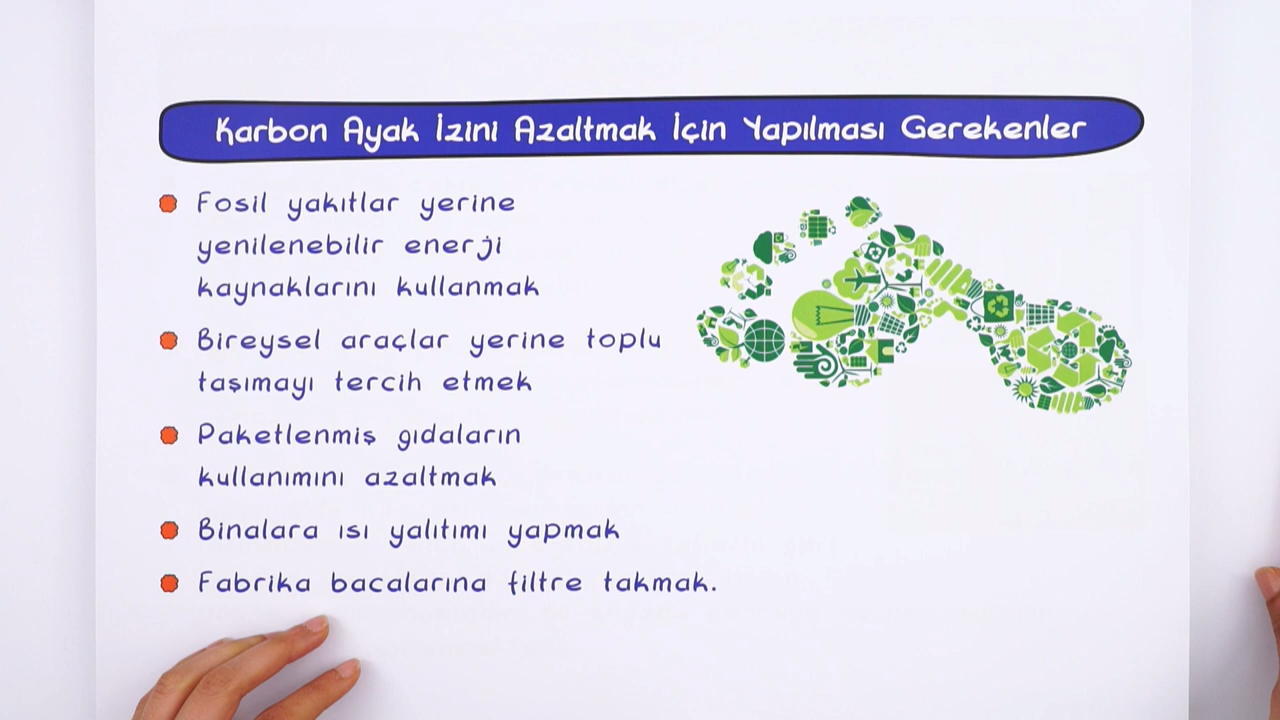 Karbon Ayak İzini Azaltmak İçin Yapılması Gerekenler
Fosil yakıtlar yerine
yenilenebilir enerji
kaynaklarını kullanmak
Bireysel araçlar yerine toplu
taşımayı tercih etmek
Paketlenmiş gıdaların
kullanımını azaltmak
Binalara ısı yalıtımı yapmak
Fabrika bacalarına filtre takmak.